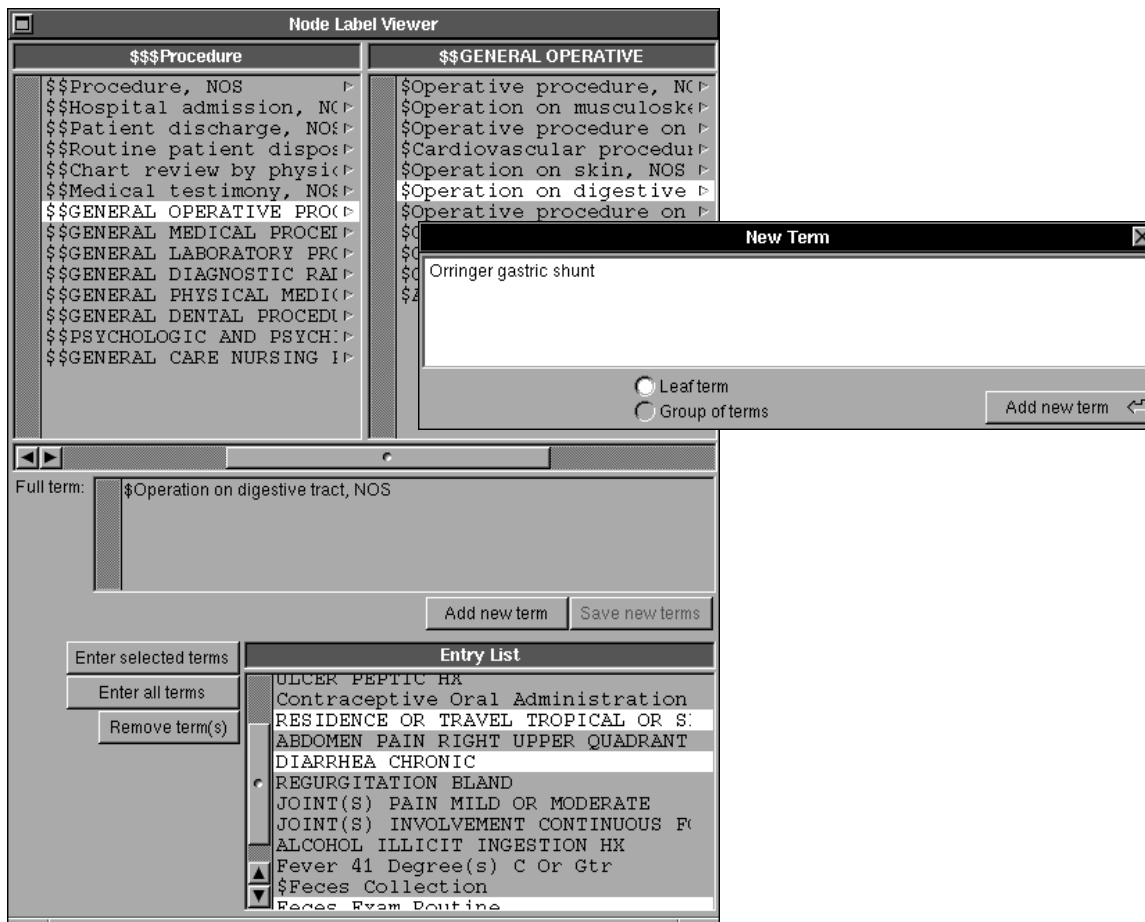 Node Label Viewer
$$$Procedure
$$Procedure, NOS
$$Hospital admission, N
$$Patient discharge, NOS
$$Routine patient dispos
$$Chart review by physic
$$Medical testimony, NOS
$$GENERAL OPERATIVE PROC
$$GENERAL MEDICAL PROCED
$$GENERAL LABORATORY PRO
$$GENERAL DIAGNOSTIC RAD
$$GENERAL PHYSICAL MEDIC
$$GENERAL DENTAL PROCEDU
$$PSYCHOLOGIC AND PSYCH
$$GENERAL CARE NURSING
$$GENERAL OPERATIVE
$Operative procedure, N
$Operation on musculoske
$Operative procedure on
$Cardiovascular procedur
$Operation on skin, NOS
$Operation on digestive
$Operative procedure on
New Term
Orringer gastric shunt
Leaf term
Group of terms
Add new term
Full term:
$Operation on digestive tract, NOS
Add new term
Save new terms
Enter selected terms
Enter all terms
Remove term(s)
Entry List
ULCER PEPTIC HX
Contraceptive Oral Administration
RESIDENCE OR TRAVEL TROPICAL OR S
ABDOMEN PAIN RIGHT UPPER QUADRANT
DIARRHEA CHRONIC
REGURGITATION BLAND
JOINT(S) PAIN MILD OR MODERATE
JOINT(S) INVOLVEMENT CONTINUOUS
ALCOHOL ILLICIT INGESTION HX
Fever 41 Degree(s) C Or Gtr
$Feces Collection
Feces Exam Routine